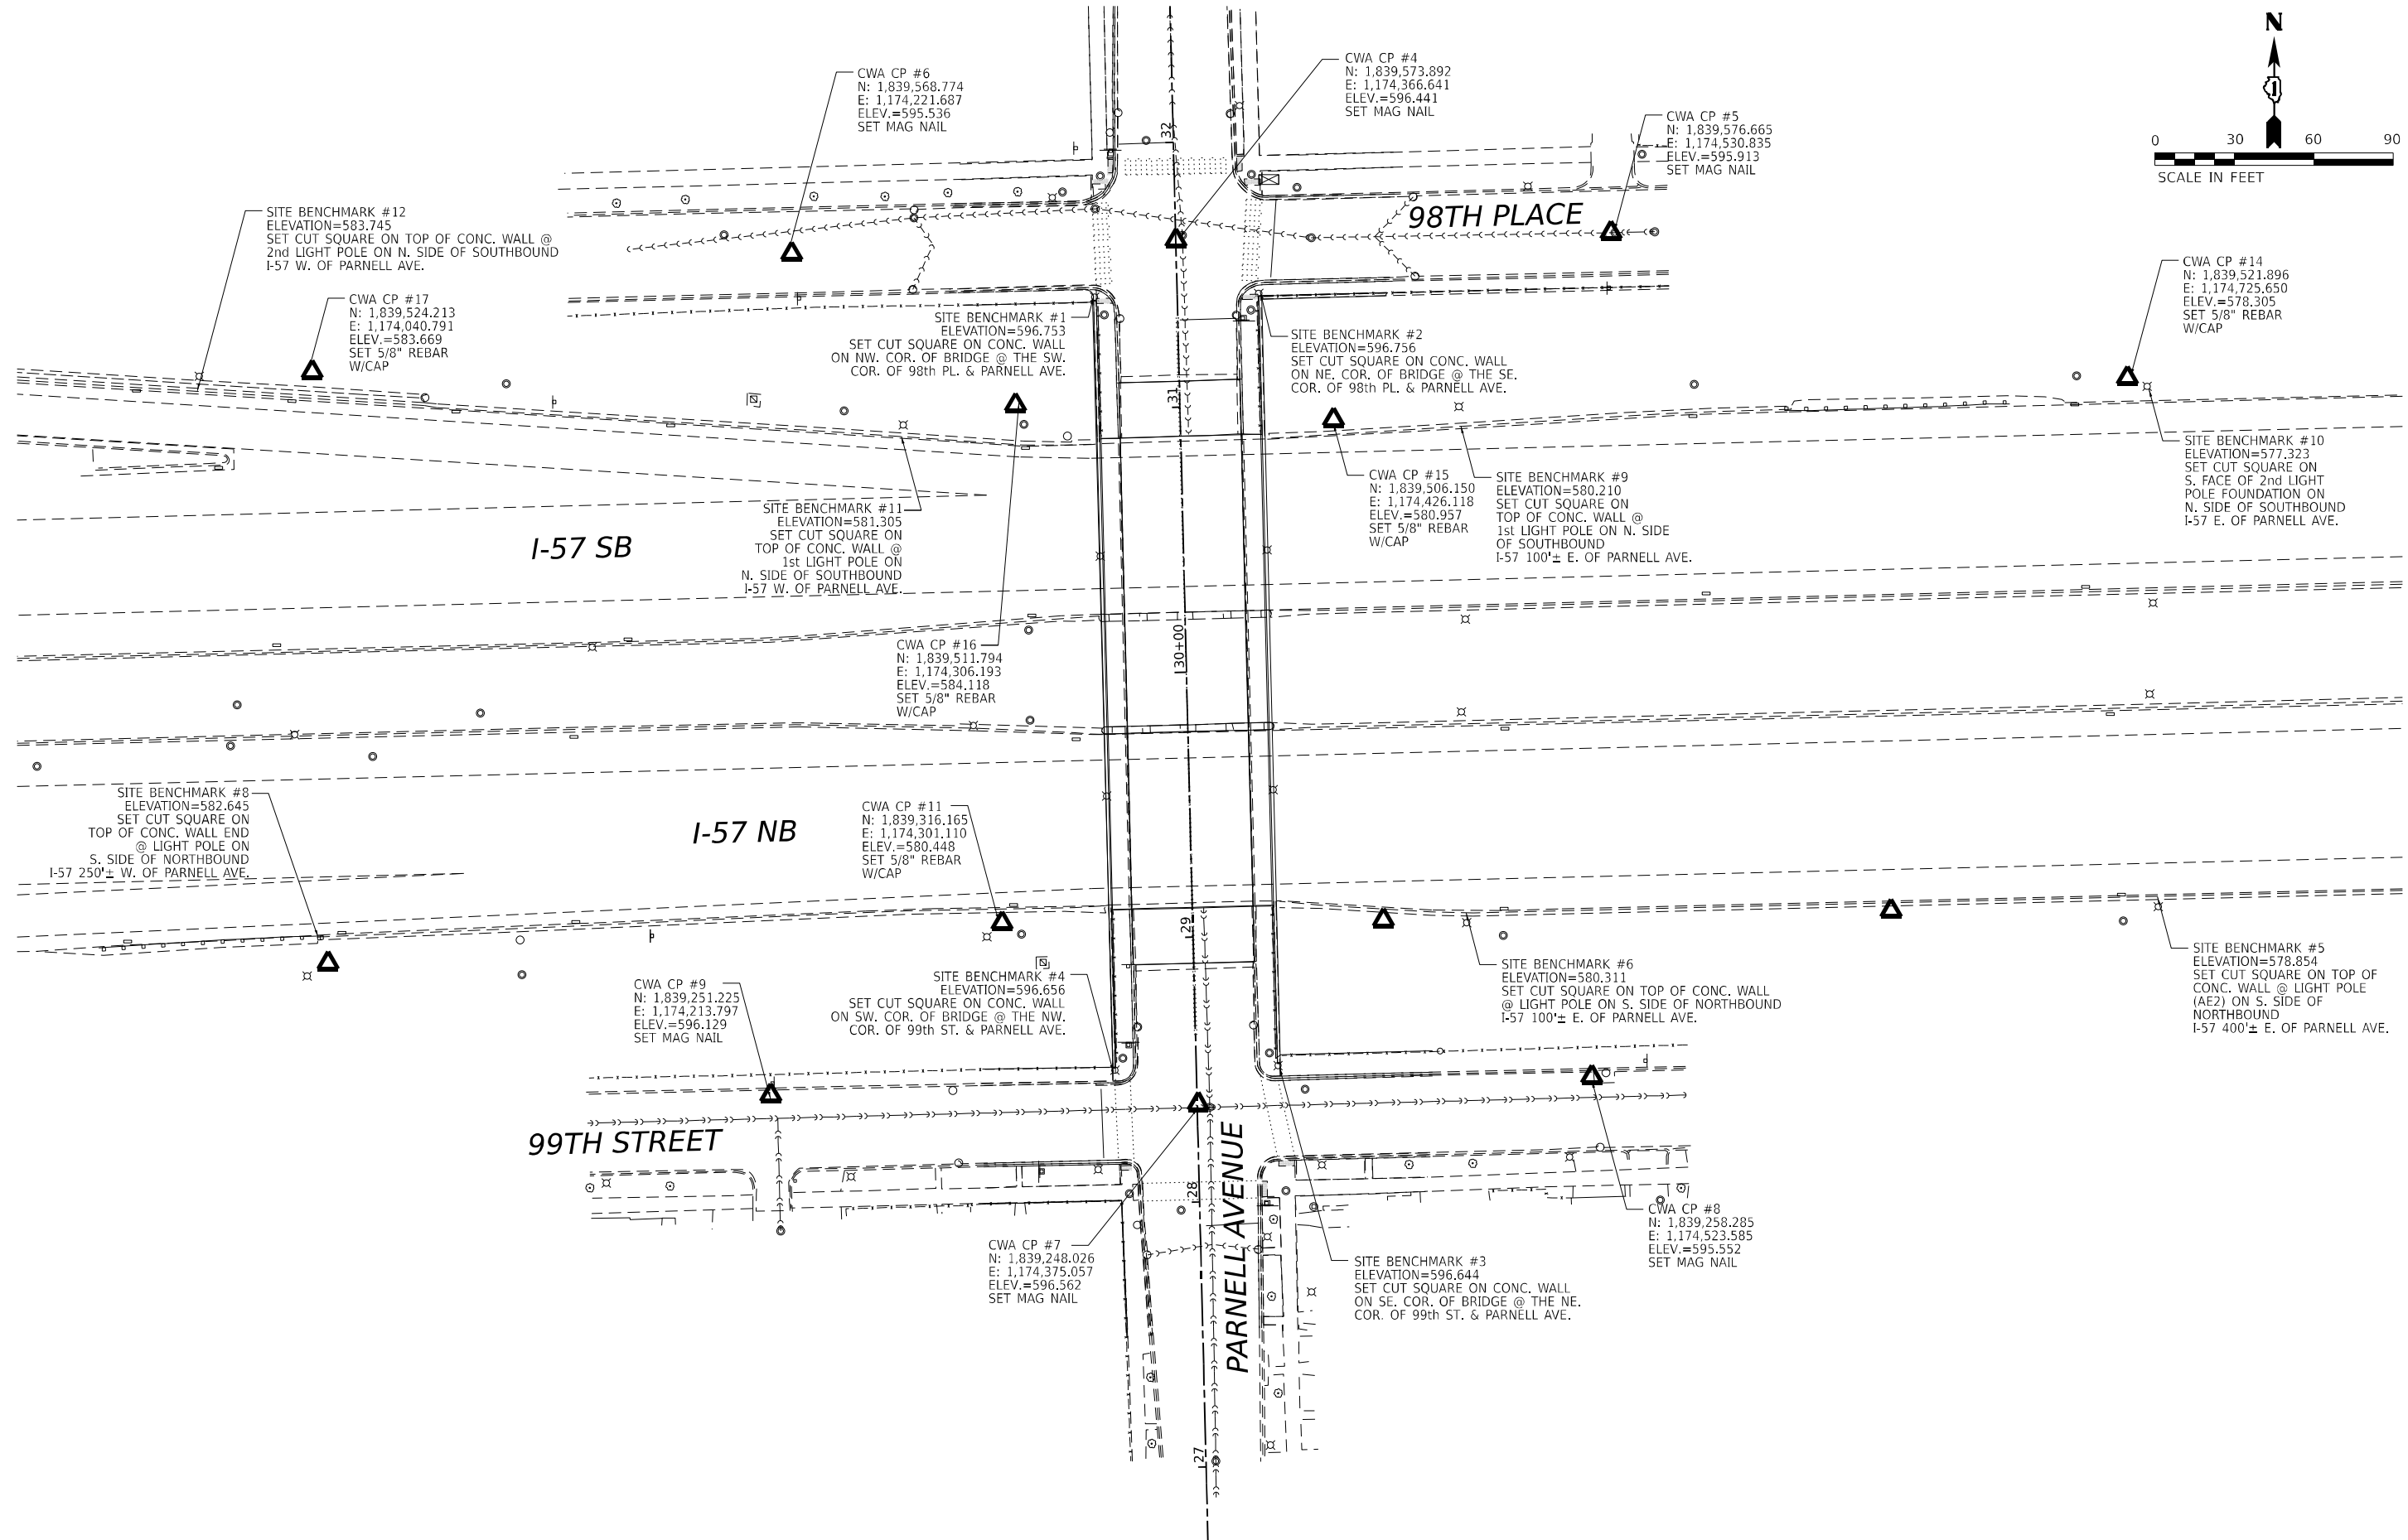 CWA CP #6
N: 1,839,568.774
E: 1,174,221.687
ELEV.=595.536
SET MAG NAIL
CWA CP #4
N: 1,839,573.892
E: 1,174,366.641
ELEV.=596.441
SET MAG NAIL
CWA CP #5
N: 1,839,576.665
E: 1,174,530.835
ELEV.=595.913
SET MAG NAIL
N
1
0 30 60 90
SCALE IN FEET
32
98TH PLACE
SITE BENCHMARK #12
ELEVATION=583.745
SET CUT SQUARE ON TOP OF CONC. WALL @
2nd LIGHT POLE ON N. SIDE OF SOUTHBOUND
I-57 W. OF PARNELL AVE.
CWA CP #17
N: 1,839,524.213
E: 1,174,040.791
ELEV.=583.669
SET 5/8" REBAR
W/CAP
SITE BENCHMARK #1
ELEVATION=596.753
SET CUT SQUARE ON CONC. WALL
ON NW. COR. OF BRIDGE @ THE SW.
COR. OF 98th PL. & PARNELL AVE.
SITE BENCHMARK #2
ELEVATION=596.756
SET CUT SQUARE ON CONC. WALL
ON NE. COR. OF BRIDGE @ THE SE.
COR. OF 98th PL. & PARNELL AVE.
CWA CP #14
N: 1,839,521.896
E: 1,174,725.650
ELEV.=578.305
SET 5/8" REBAR
W/CAP
31
SITE BENCHMARK #10
ELEVATION=577.323
SET CUT SQUARE ON
S. FACE OF 2nd LIGHT
POLE FOUNDATION ON
N. SIDE OF SOUTHBOUND
I-57 E. OF PARNELL AVE.
CWA CP #15
N: 1,839,506.150
E: 1,174,426.118
ELEV.=580.957
SET 5/8" REBAR
W/CAP
SITE BENCHMARK #9
ELEVATION=580.210
SET CUT SQUARE ON
TOP OF CONC. WALL @
1st LIGHT POLE ON N. SIDE
OF SOUTHBOUND
I-57 100'± E. OF PARNELL AVE.
SITE BENCHMARK #11
ELEVATION=581.305
SET CUT SQUARE ON
TOP OF CONC. WALL @
1st LIGHT POLE ON
N. SIDE OF SOUTHBOUND
I-57 W. OF PARNELL AVE.
I-57 SB
CWA CP #16
N: 1,839,511.794
E: 1,174,306.193
ELEV.=584.118
SET 5/8" REBAR
W/CAP
30+00
SITE BENCHMARK #8
ELEVATION=582.645
SET CUT SQUARE ON
TOP OF CONC. WALL END
@ LIGHT POLE ON
S. SIDE OF NORTHBOUND
I-57 250'± W. OF PARNELL AVE.
I-57 NB
CWA CP #11
N: 1,839,316.165
E: 1,174,301.110
ELEV.=580.448
SET 5/8" REBAR
W/CAP
29
CWA CP #9
N: 1,839,251.225
E: 1,174,213.797
ELEV.=596.129
SET MAG NAIL
SITE BENCHMARK #4
ELEVATION=596.656
SET CUT SQUARE ON CONC. WALL
ON SW. COR. OF BRIDGE @ THE NW.
COR. OF 99th ST. & PARNELL AVE.
SITE BENCHMARK #6
ELEVATION=580.311
SET CUT SQUARE ON TOP OF CONC. WALL
@ LIGHT POLE ON S. SIDE OF NORTHBOUND
I-57 100'± E. OF PARNELL AVE.
SITE BENCHMARK #5
ELEVATION=578.854
SET CUT SQUARE ON TOP OF
CONC. WALL @ LIGHT POLE
(AE2) ON S. SIDE OF
NORTHBOUND
I-57 400'± E. OF PARNELL AVE.
99TH STREET
28
PARNELL AVENUE
CWA CP #7
N: 1,839,248.026
E: 1,174,375.057
ELEV.=596.562
SET MAG NAIL
SITE BENCHMARK #3
ELEVATION=596.644
SET CUT SQUARE ON CONC. WALL
ON SE. COR. OF BRIDGE @ THE NE.
COR. OF 99th ST. & PARNELL AVE.
CWA CP #8
N: 1,839,258.285
E: 1,174,523.585
ELEV.=595.552
SET MAG NAIL
27